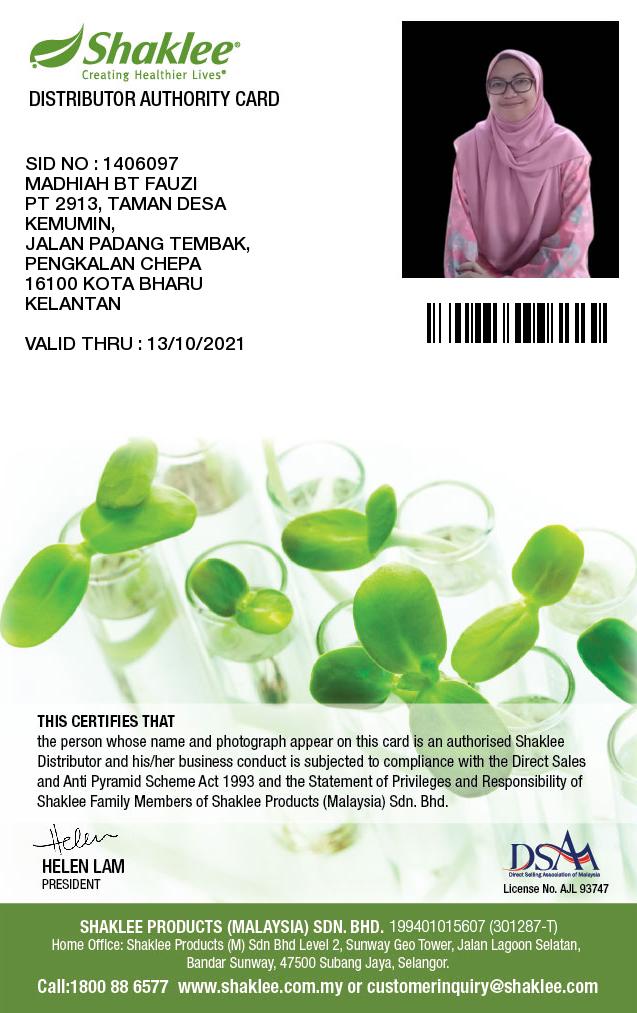 Shaklee®
Creating Healthier Lives®
DISTRIBUTOR AUTHORITY CARD
SID NO : 1406097
MADHIAH BT FAUZI
PT 2913, TAMAN DESA
KEMUMIN,
JALAN PADANG TEMBAK,
PENGKALAN CHEPA
16100 KOTA BHARU
KELANTAN
VALID THRU : 13/10/2021
THIS CERTIFIES THAT
the person whose name and photograph appear on this card is an authorised Shaklee
Distributor and his/her business conduct is subjected to compliance with the Direct Sales
and Anti Pyramid Scheme Act 1993 and the Statement of Privileges and Responsibility of
Shaklee Family Members of Shaklee Products (Malaysia) Sdn. Bhd.
Helen
HELEN LAM
PRESIDENT
DSAM
Direct Selling Association of Malaysia
License No. AJL 93747
SHAKLEE PRODUCTS (MALAYSIA) SDN. BHD. 199401015607 (301287-T)
Home Office: Shaklee Products (M) Sdn Bhd Level 2, Sunway Geo Tower, Jalan Lagoon Selatan,
Bandar Sunway, 47500 Subang Jaya, Selangor.
Call:1800 88 6577 www.shaklee.com.my or customerinquiry@shaklee.com